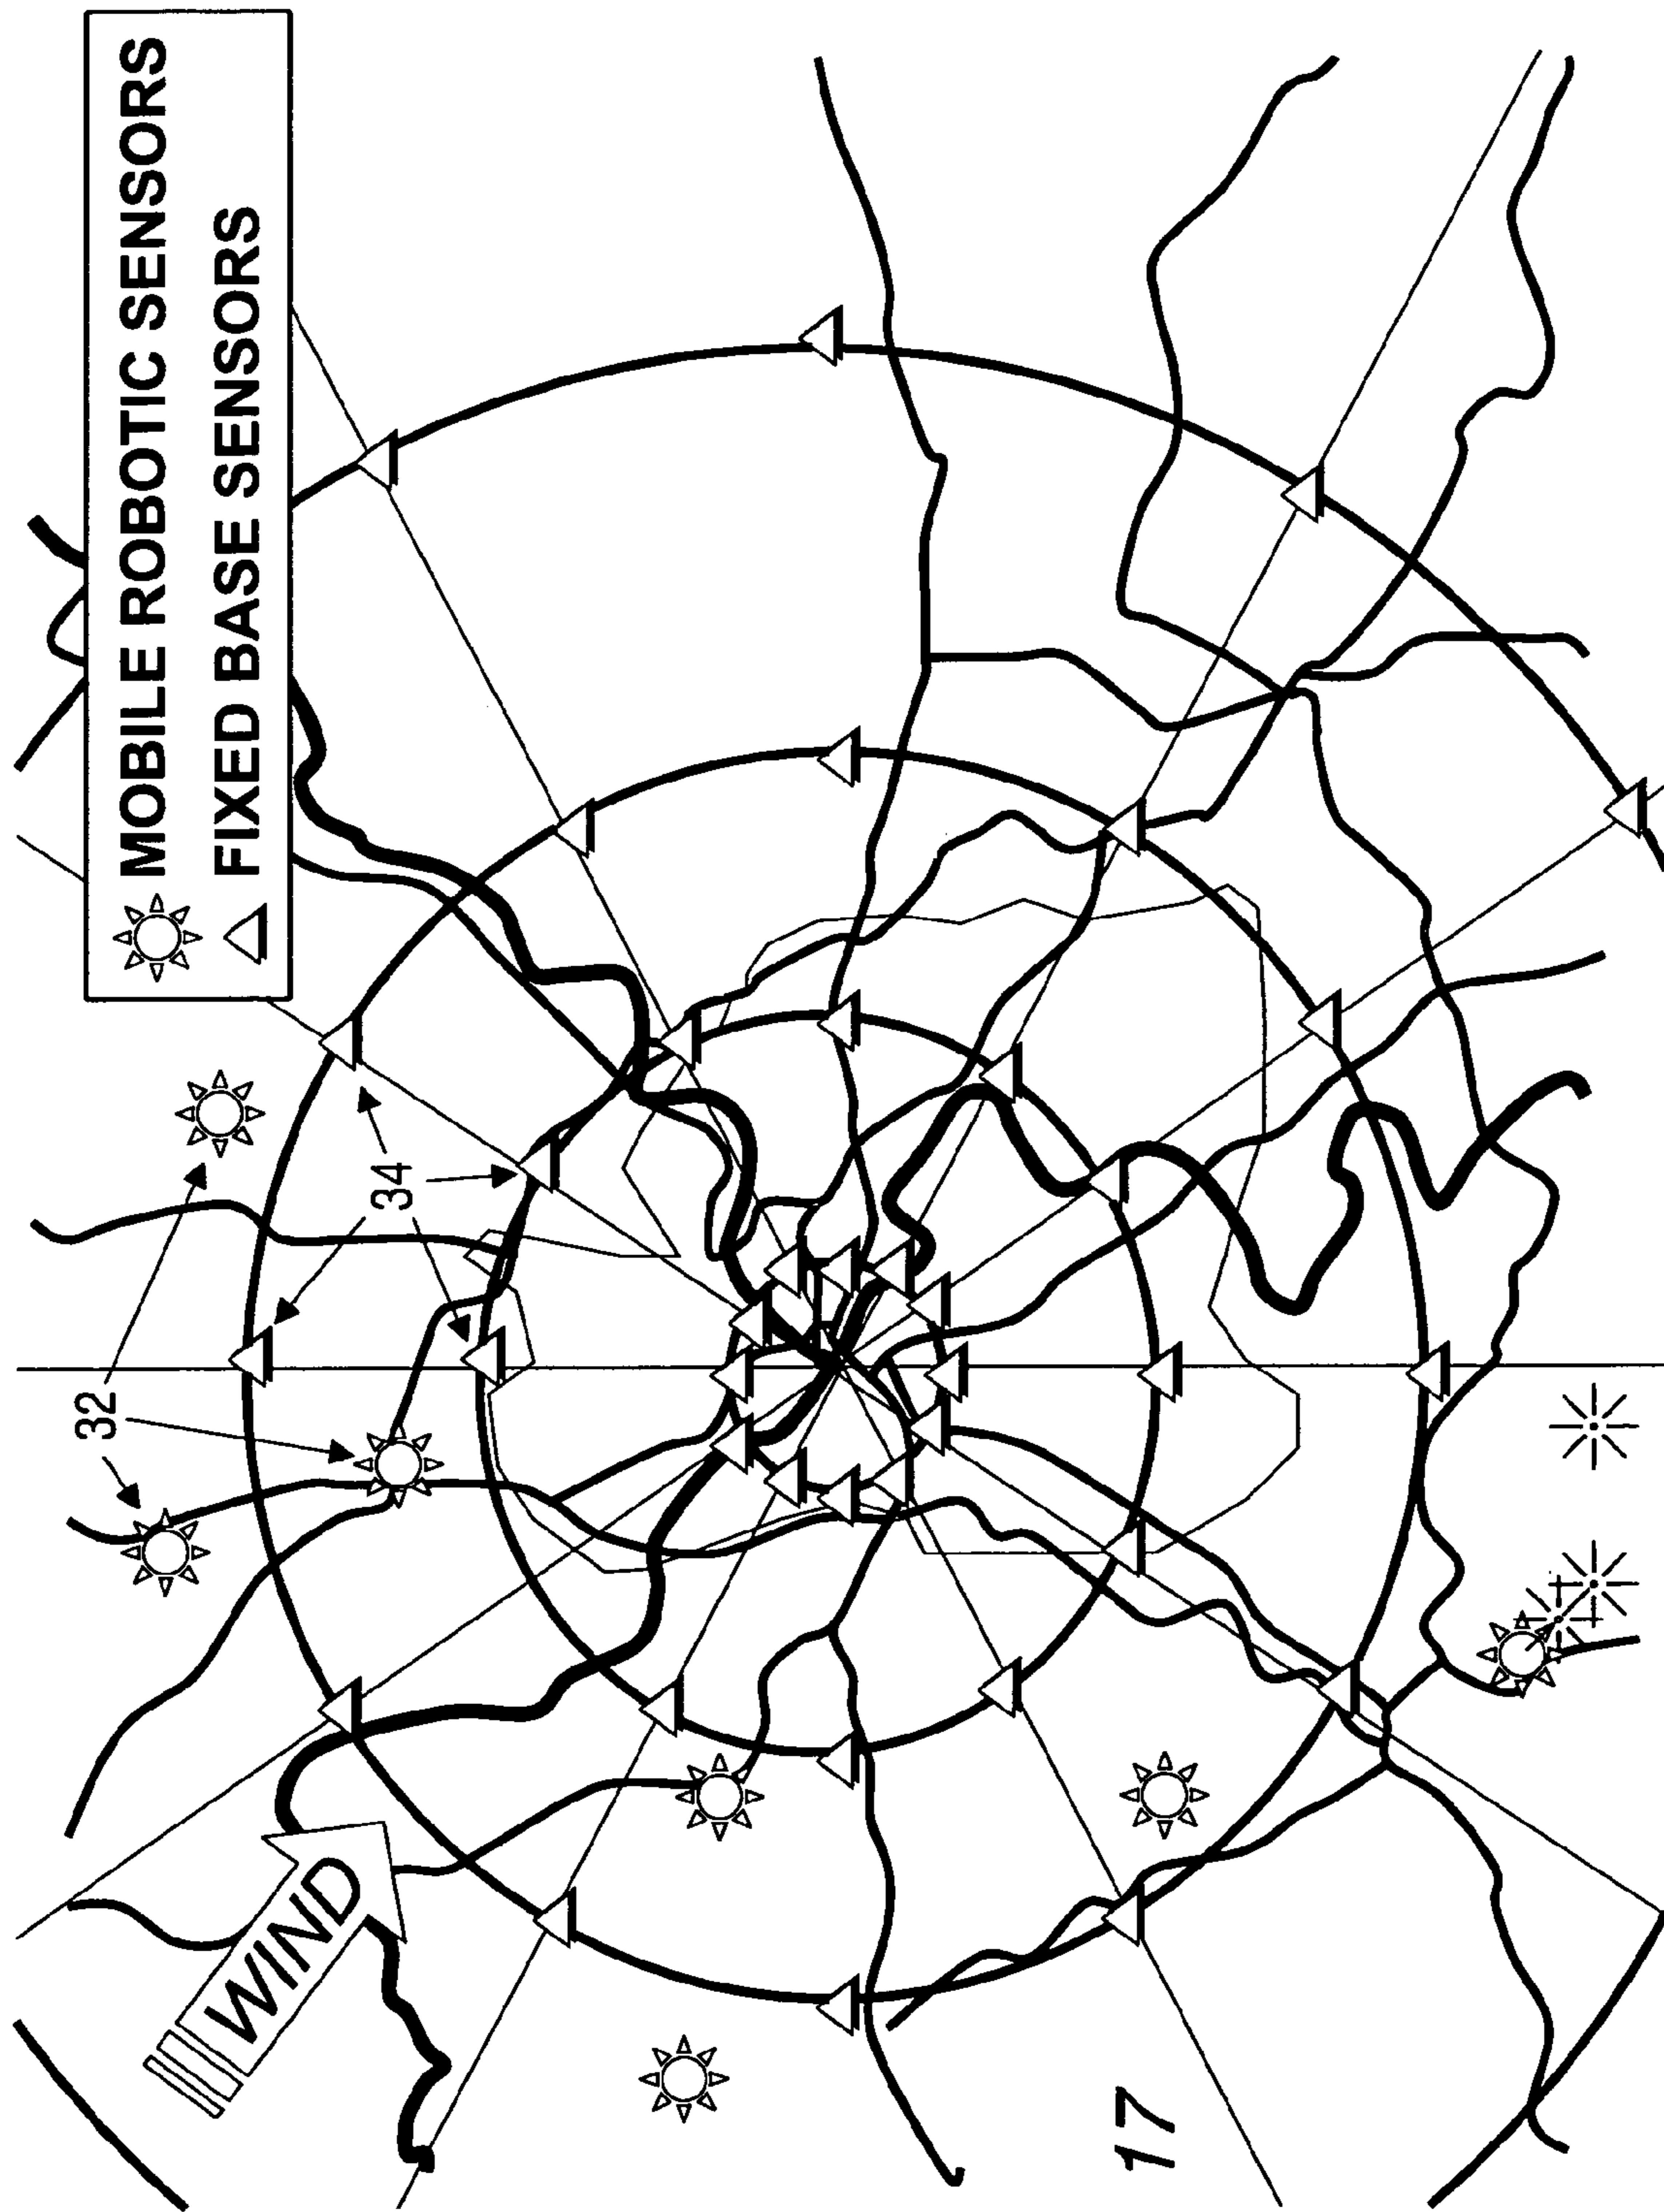 MOBILE ROBOTIC SENSORS
FIXED BASE SENSORS
32
34
WIND
17